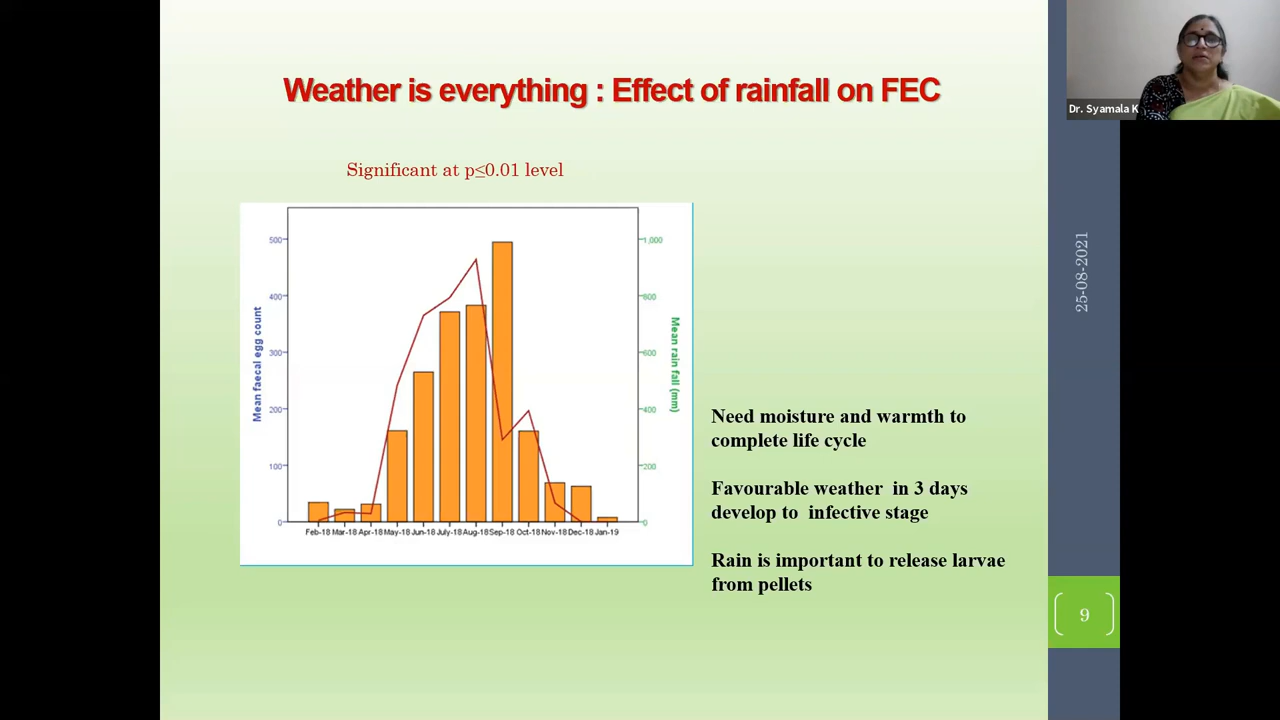 Weather is everything : Effect of rainfall on FEC
Dr. Syamala K
Significant at p≤0.01 level
25-08-2021
Mean faecal egg count
500
400
300
200
100
0
Mean rain fall (mm)
1,000
800
600
400
200
0
Feb-18 Mar-18 Apr-18 May-18 Jun-18 July-18 Aug-18 Sep-18 Oct-18 Nov-18 Dec-18 Jan-19
Need moisture and warmth to
complete life cycle
Favourable weather in 3 days
develop to infective stage
Rain is important to release larvae
from pellets
9